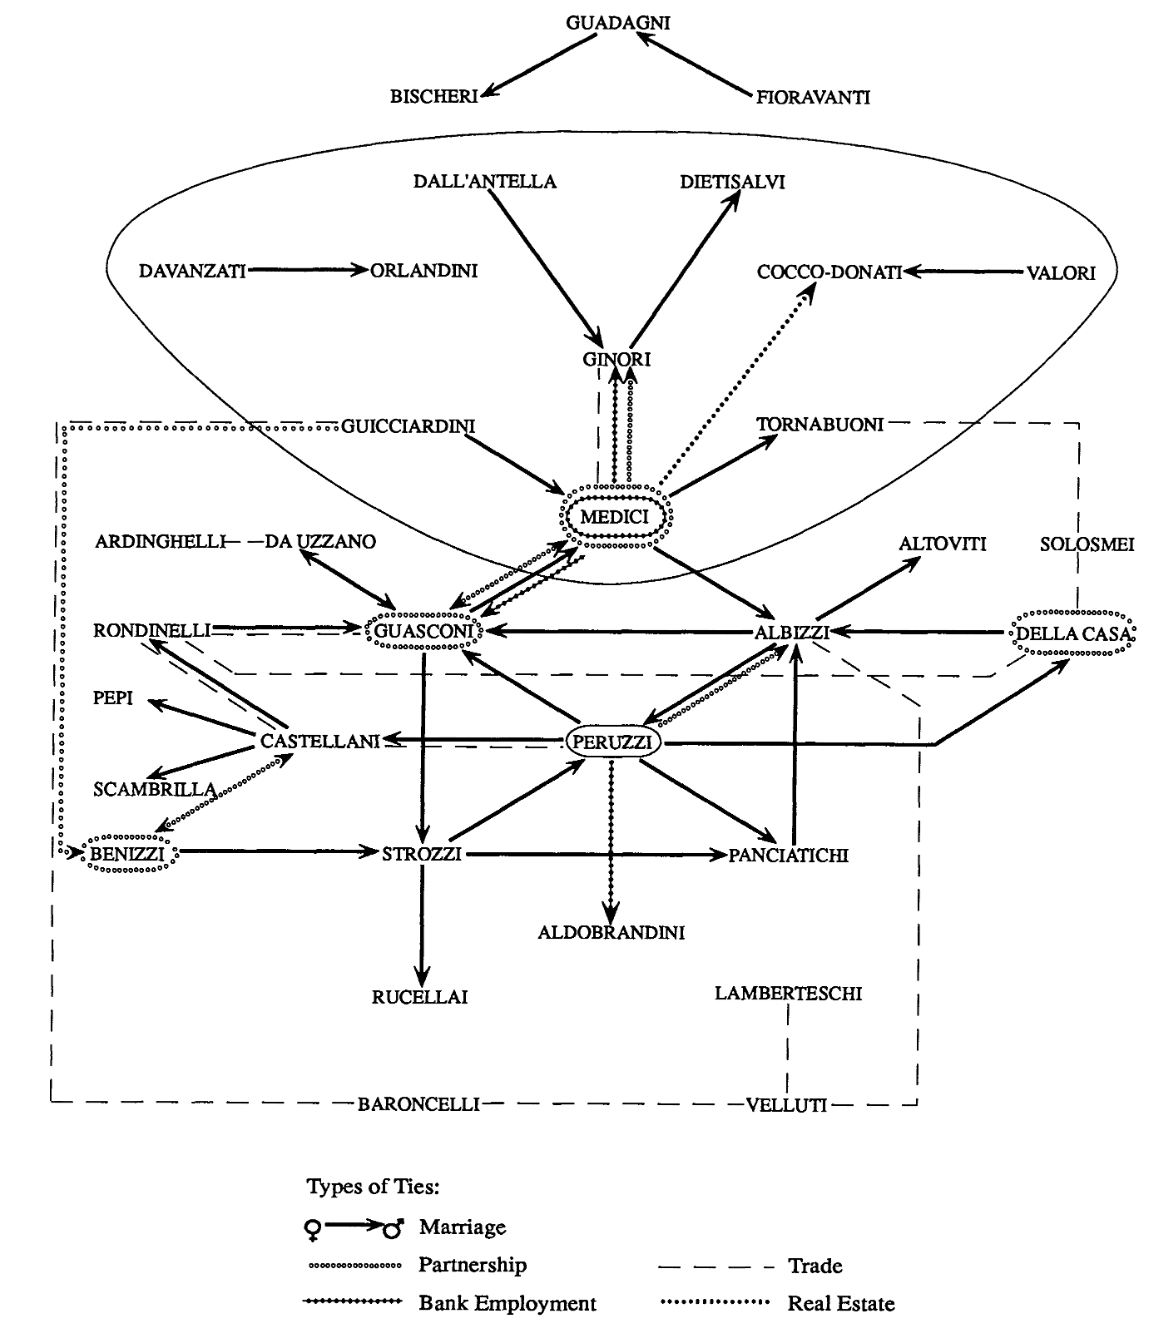 GUADAGNI
BISCHERI
FIORAVANTI
DALL'ANTELLA
DIETISALVI
DAVANZATI
ORLANDINI
COCCO-DONATI
VALORI
GINORI
GUICCIARDINI
TORNABUONI
MEDICI
ARDINGHELLI
DA UZZANO
ALTOVITI
SOLOSMEI
RONDINELLI
GUASCONI
ALBIZZI
DELLA CASA
PEPI
CASTELLANI
PERUZZI
SCAMBRILLA
BENIZZI
STROZZI
PANCIATICHI
ALDOBRANDINI
RUCELLAI
LAMBERTESCHI
BARONCELLI
VELLUTI
Types of Ties:
♀ ♂ Marriage
Partnership
Trade
Bank Employment
Real Estate